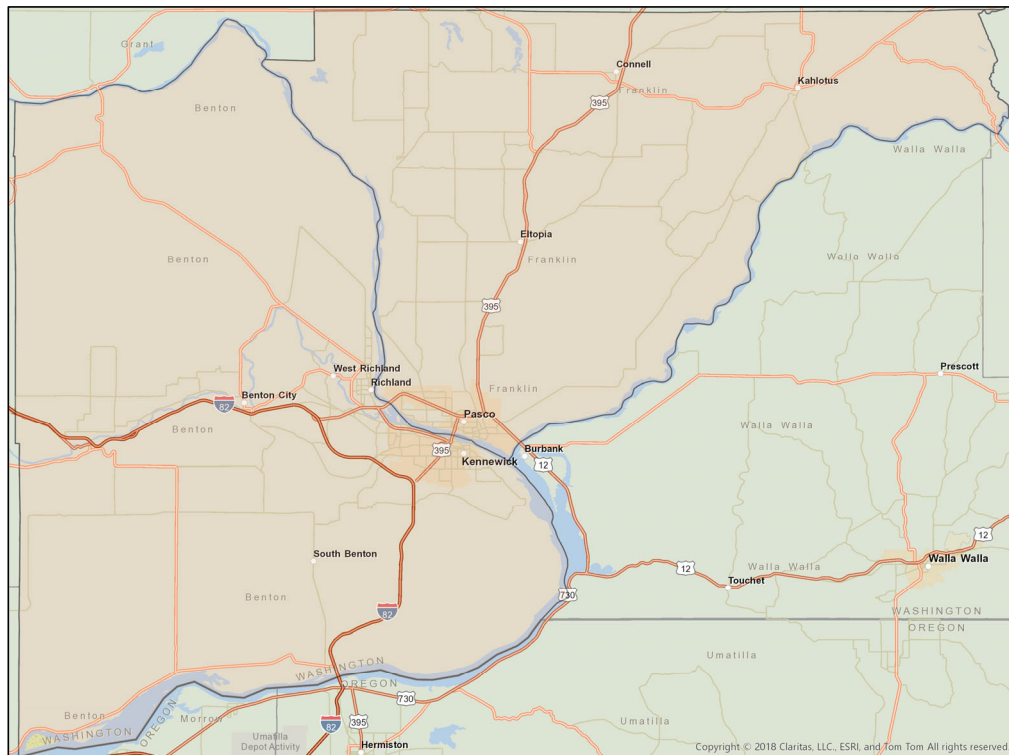 Grant
Connell
Kahlotus
Franklin
395
Benton
Walla Walla
Eltopia
Franklin
Benton
Walla Walla
395
West Richland
Richland
Prescott
Franklin
Benton City
82
Pasco
Benton
Walla Walla
395
Burbank
Kennewick
12
12
South Benton
Walla Walla
12
Walla Walla
Touchet
Benton
730
82
WASHINGTON
OREGON
Umatilla
WASHINGTON
OREGON
730
Benton
Morrow
OREGON
WASHINGTON
82
395
Umatilla
Umatilla
Depot Activity
Hermiston
Copyright © 2018 Claritas, LLC., ESRI, and Tom Tom All rights reserved.